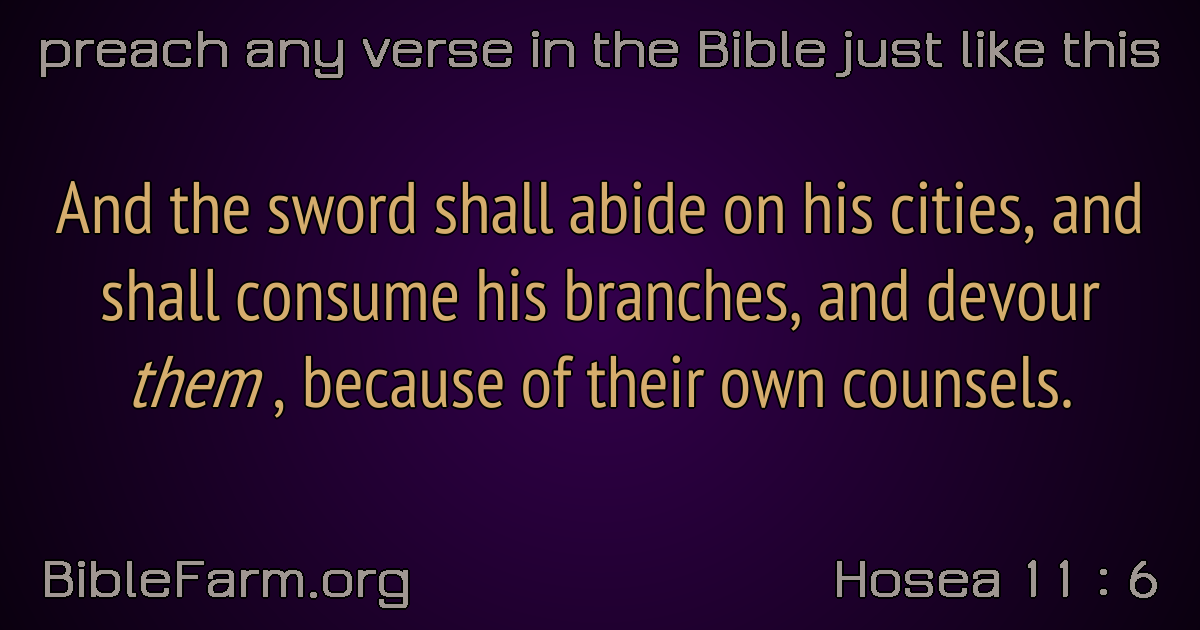 preach any verse in the Bible just like this
And the sword shall abide on his cities, and
shall consume his branches, and devour
them , because of their own counsels.
BibleFarm.org
Hosea 11 : 6